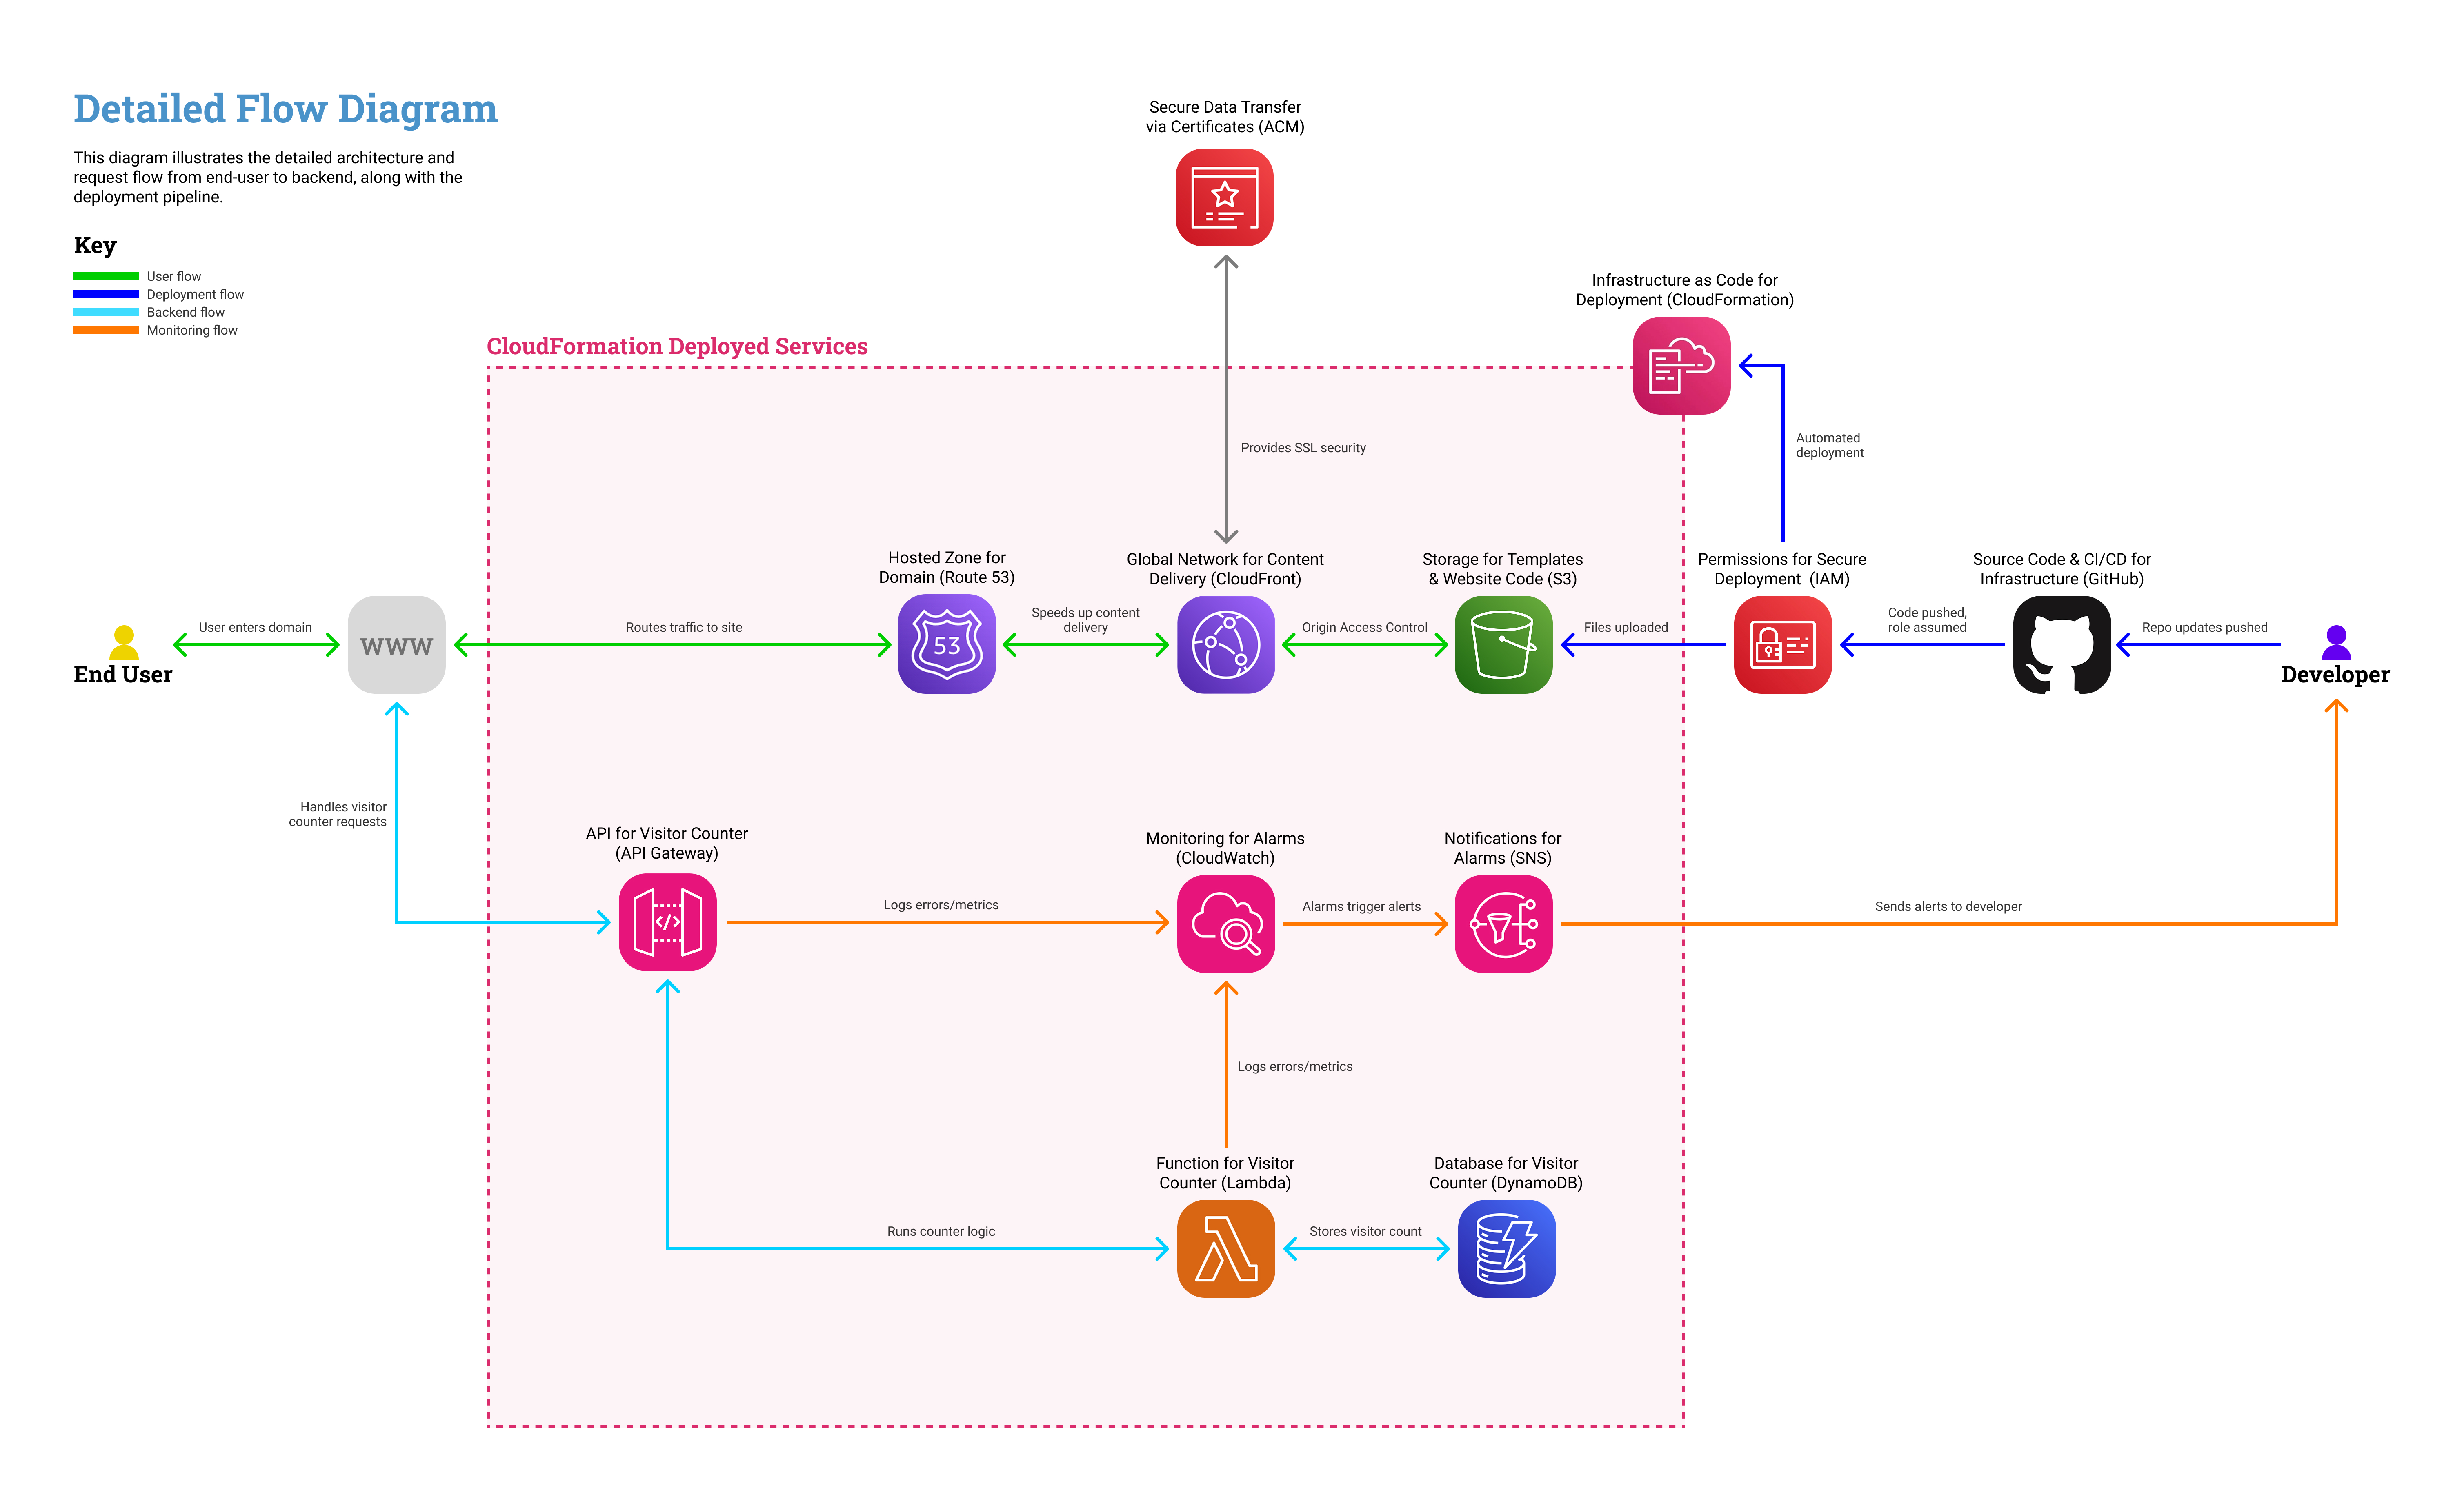 Detailed Flow Diagram
This diagram illustrates the detailed architecture and
request flow from end-user to backend, along with the
deployment pipeline.
Key
User flow
Deployment flow
Backend flow
Monitoring flow
Secure Data Transfer
via Certificates (ACM)
Infrastructure as Code for
Deployment (CloudFormation)
CloudFormation Deployed Services
Provides SSL security
Automated
deployment
End User
User enters domain
WWW
Routes traffic to site
Hosted Zone for
Domain (Route 53)
53
Speeds up content
delivery
Global Network for Content
Delivery (CloudFront)
Origin Access Control
Storage for Templates
& Website Code (S3)
Files uploaded
Permissions for Secure
Deployment (IAM)
Code pushed,
role assumed
Source Code & CI/CD for
Infrastructure (GitHub)
Repo updates pushed
Developer
Handles visitor
counter requests
API for Visitor Counter
(API Gateway)
</>
Logs errors/metrics
Monitoring for Alarms
(CloudWatch)
Alarms trigger alerts
Notifications for
Alarms (SNS)
Sends alerts to developer
Logs errors/metrics
Runs counter logic
Function for Visitor
Counter (Lambda)
Stores visitor count
Database for Visitor
Counter (DynamoDB)